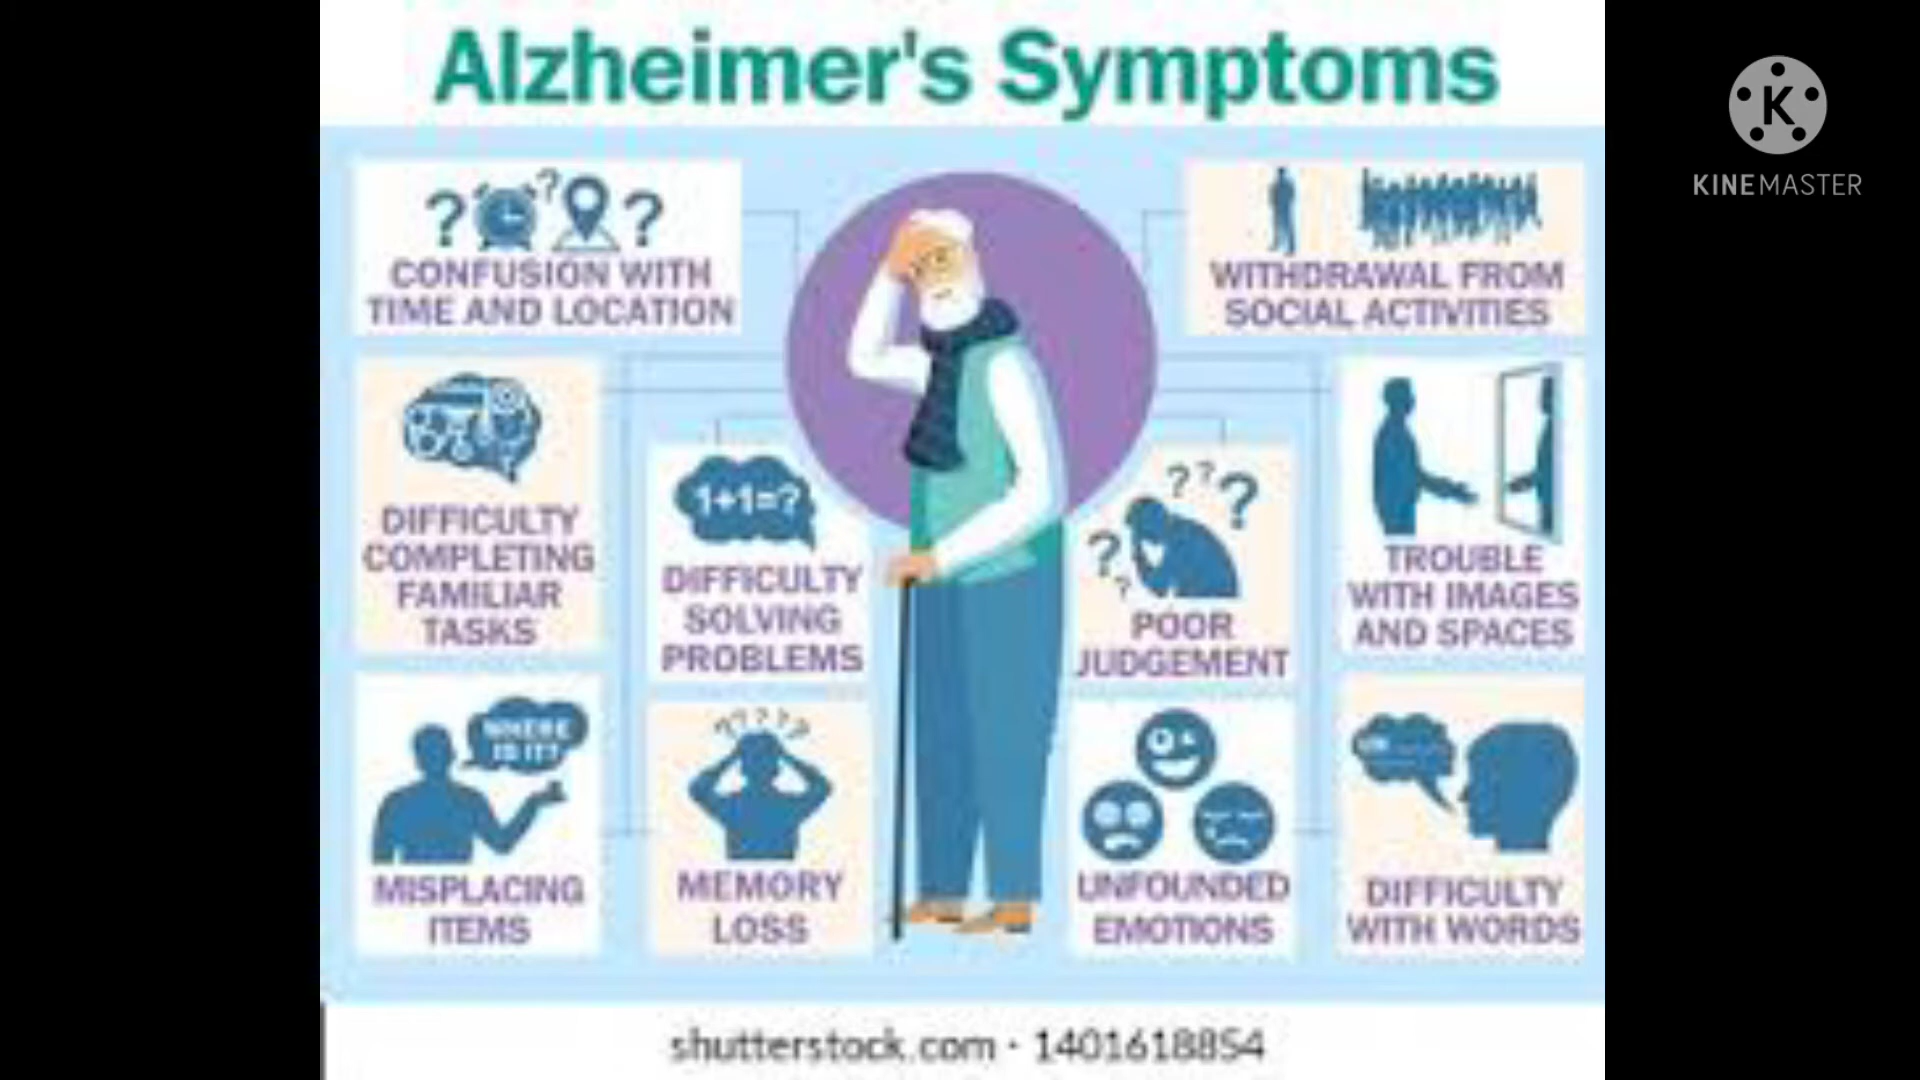 Alzheimer's Symptoms
KINEMASTER
? ? ?
CONFUSION WITH
TIME AND LOCATION
WITHDRAWAL FROM
SOCIAL ACTIVITIES
DIFFICULTY
COMPLETING
FAMILIAR
TASKS
1+1=?
DIFFICULTY
SOLVING
PROBLEMS
? ? ?
? ?
POOR
JUDGEMENT
TROUBLE
WITH IMAGES
AND SPACES
WHERE
IS IT?
MISPLACING
ITEMS
? ? ? ? ?
MEMORY
LOSS
UNFOUNDED
EMOTIONS
DIFFICULTY
WITH WORDS
shutterstock.com · 1401618854